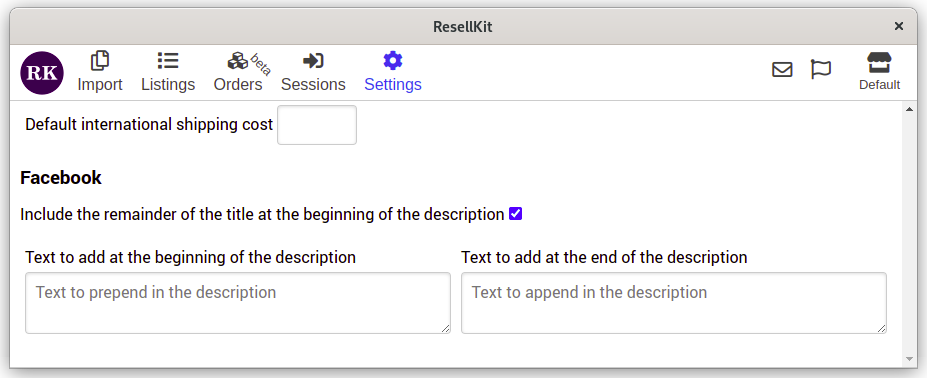 ResellKit
RK
Import
Listings
Orders
beta
Sessions
Settings
Default
Default international shipping cost
Facebook
Include the remainder of the title at the beginning of the description
Text to add at the beginning of the description
Text to add at the end of the description
Text to prepend in the description
Text to append in the description